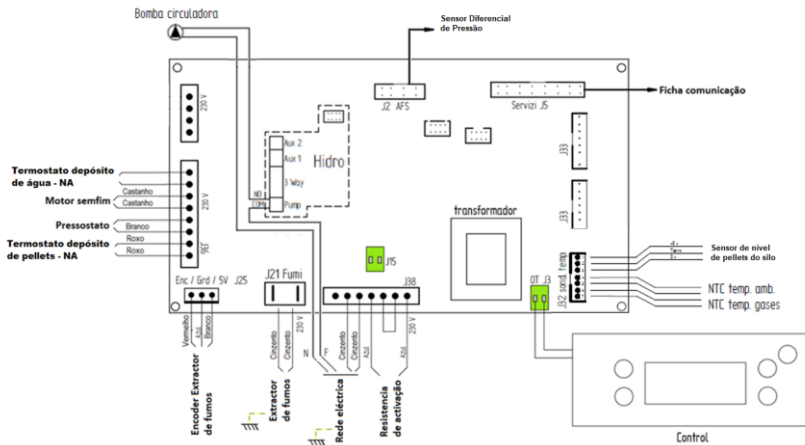 Bomba circuladora
Sensor Diferencial
de Pressão
230 V
J2 AFS
Servizi J5
Ficha comunicação
Aux 2
Aux 1
Hidro
3 Way
NO
COM
Pump
J33
J33
transformador
Termostato depósito
de água - NA
Castanho
Motor semfim
Castanho
230 V
Pressostato
Branco
Roxo
Termostato depósito
de pellets - NA
Roxo
J15
sond. temp
J32
Sensor de nivel
de pellets do silo
NTC temp. amb.
NTC temp. gases
OT J3
Enc / Grd / 5V J25
J21 Fumi
J38
230 V
230 V
Vermelho
Azul
Branco
Encoder Extractor
de fumos
Cinzento
Cinzento
Extractor
de fumos
N
F
Cinzento
Cinzento
Rede eléctrica
Azul
Azul
Resistencia
de activação
Control